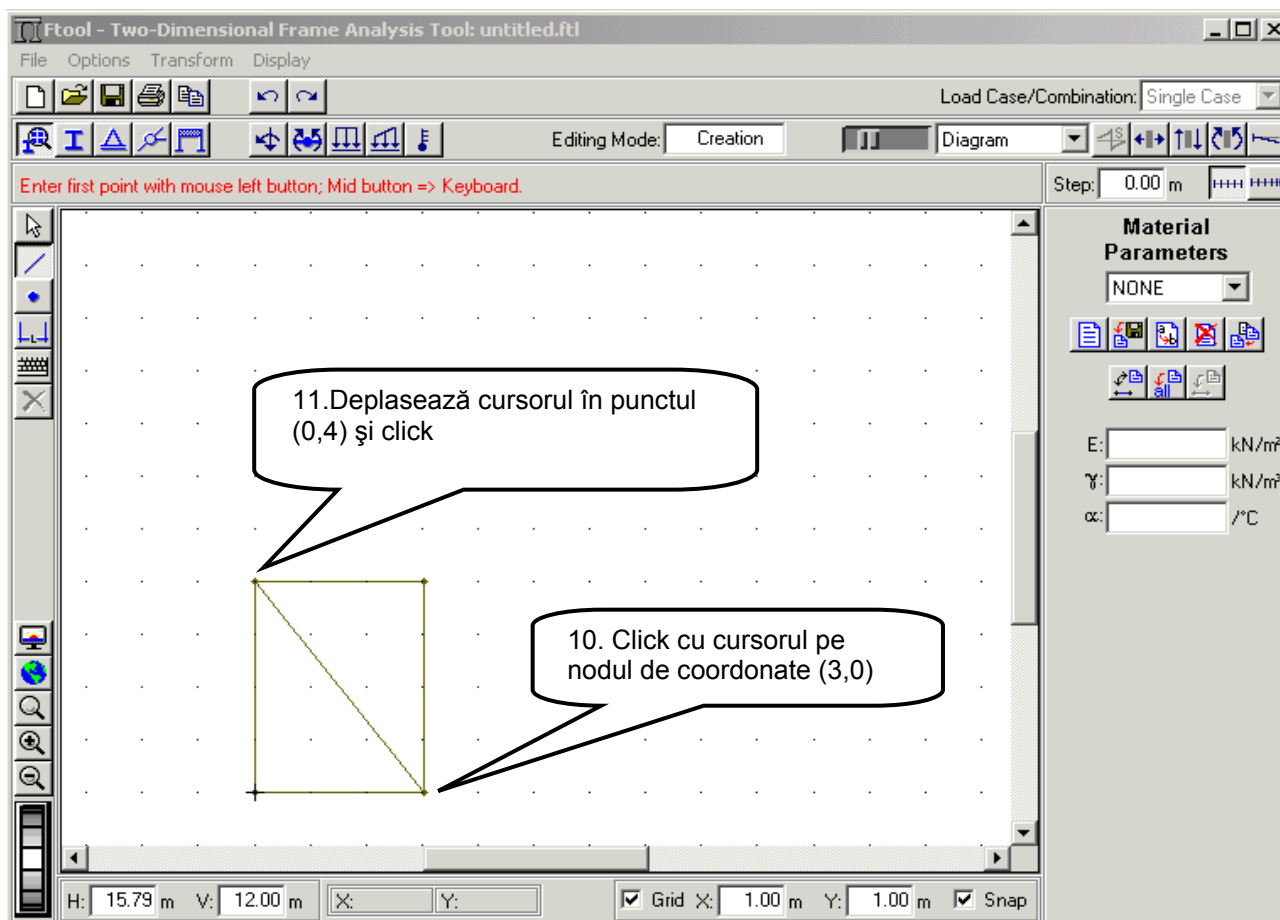 Ftool - Two-Dimensional Frame Analysis Tool: untitled.ftl
File Options Transform Display
Load Case/Combination: Single Case
Editing Mode: Creation Diagram
Enter first point with mouse left button; Mid button => Keyboard.
Step: 0.00 m
Material
Parameters
NONE
all
11.Deplasează cursorul în punctul
(0,4) şi click
E: kN/m²
γ: kN/m³
α: /°C
10. Click cu cursorul pe
nodul de coordonate (3,0)
H: 15.79 m V: 12.00 m X: Y: Grid X: 1.00 m Y: 1.00 m Snap